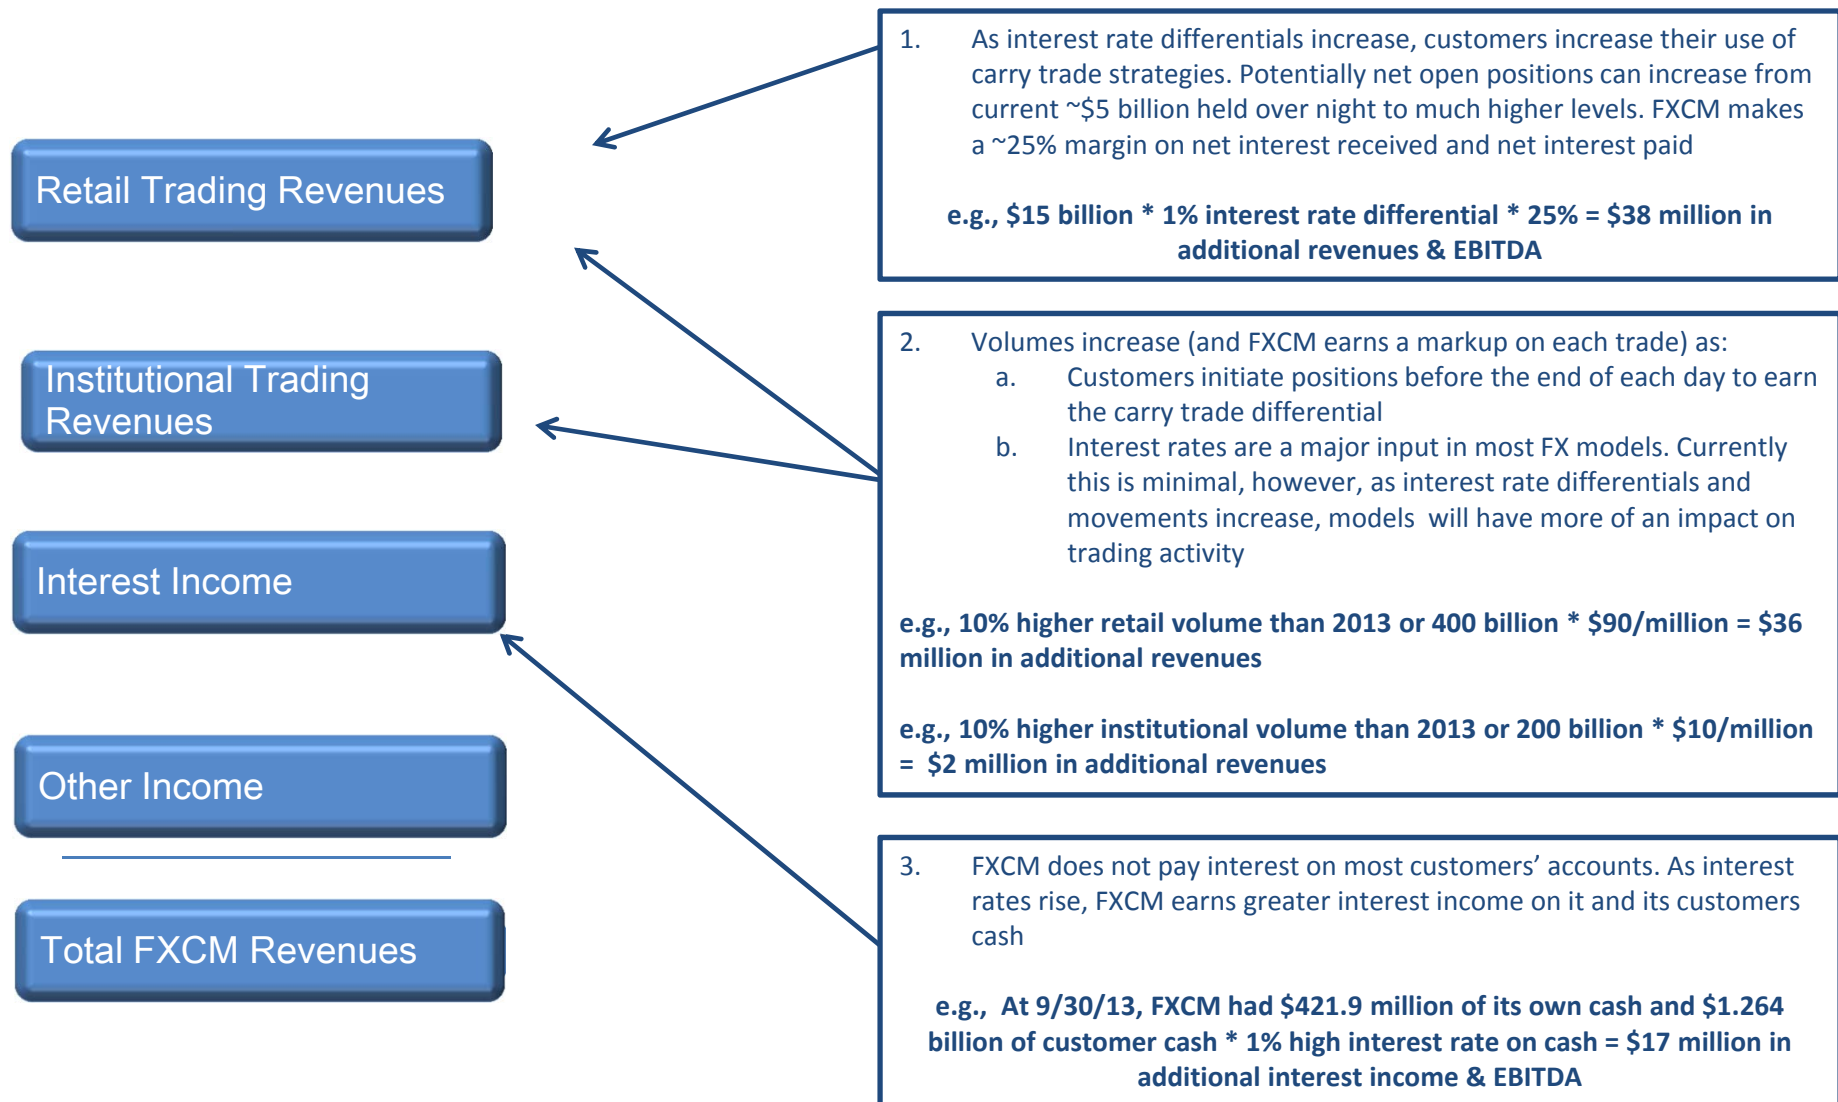 Retail Trading Revenues
Institutional Trading
Revenues
Interest Income
Other Income
Total FXCM Revenues
1. As interest rate differentials increase, customers increase their use of
carry trade strategies. Potentially net open positions can increase from
current ~$5 billion held over night to much higher levels. FXCM makes
a ~25% margin on net interest received and net interest paid
e.g., $15 billion * 1% interest rate differential * 25% = $38 million in
additional revenues & EBITDA
2. Volumes increase (and FXCM earns a markup on each trade) as:
a. Customers initiate positions before the end of each day to earn
the carry trade differential
b. Interest rates are a major input in most FX models. Currently
this is minimal, however, as interest rate differentials and
movements increase, models will have more of an impact on
trading activity
e.g., 10% higher retail volume than 2013 or 400 billion * $90/million = $36
million in additional revenues
e.g., 10% higher institutional volume than 2013 or 200 billion * $10/million
= $2 million in additional revenues
3. FXCM does not pay interest on most customers’ accounts. As interest
rates rise, FXCM earns greater interest income on it and its customers
cash
e.g., At 9/30/13, FXCM had $421.9 million of its own cash and $1.264
billion of customer cash * 1% high interest rate on cash = $17 million in
additional interest income & EBITDA